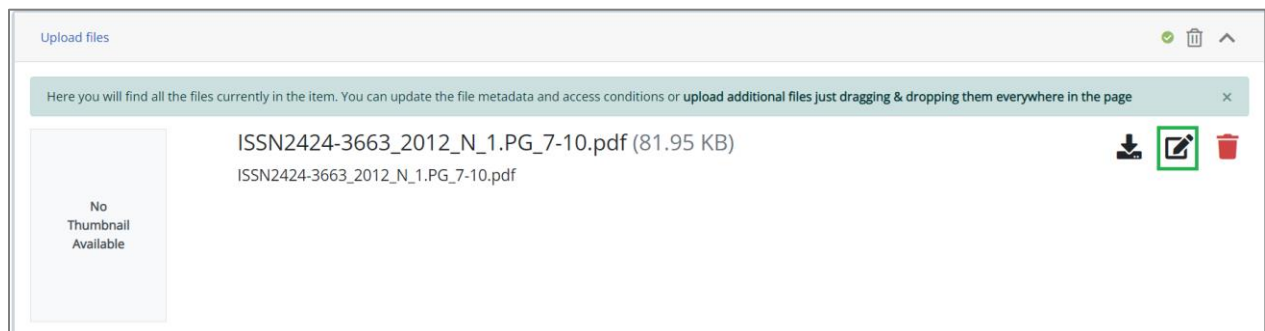 Upload files
Here you will find all the files currently in the item. You can update the file metadata and access conditions or upload additional files just dragging & dropping them everywhere in the page
ISSN2424-3663_2012_N_1.PG_7-10.pdf (81.95 KB)
ISSN2424-3663_2012_N_1.PG_7-10.pdf
No
Thumbnail
Available